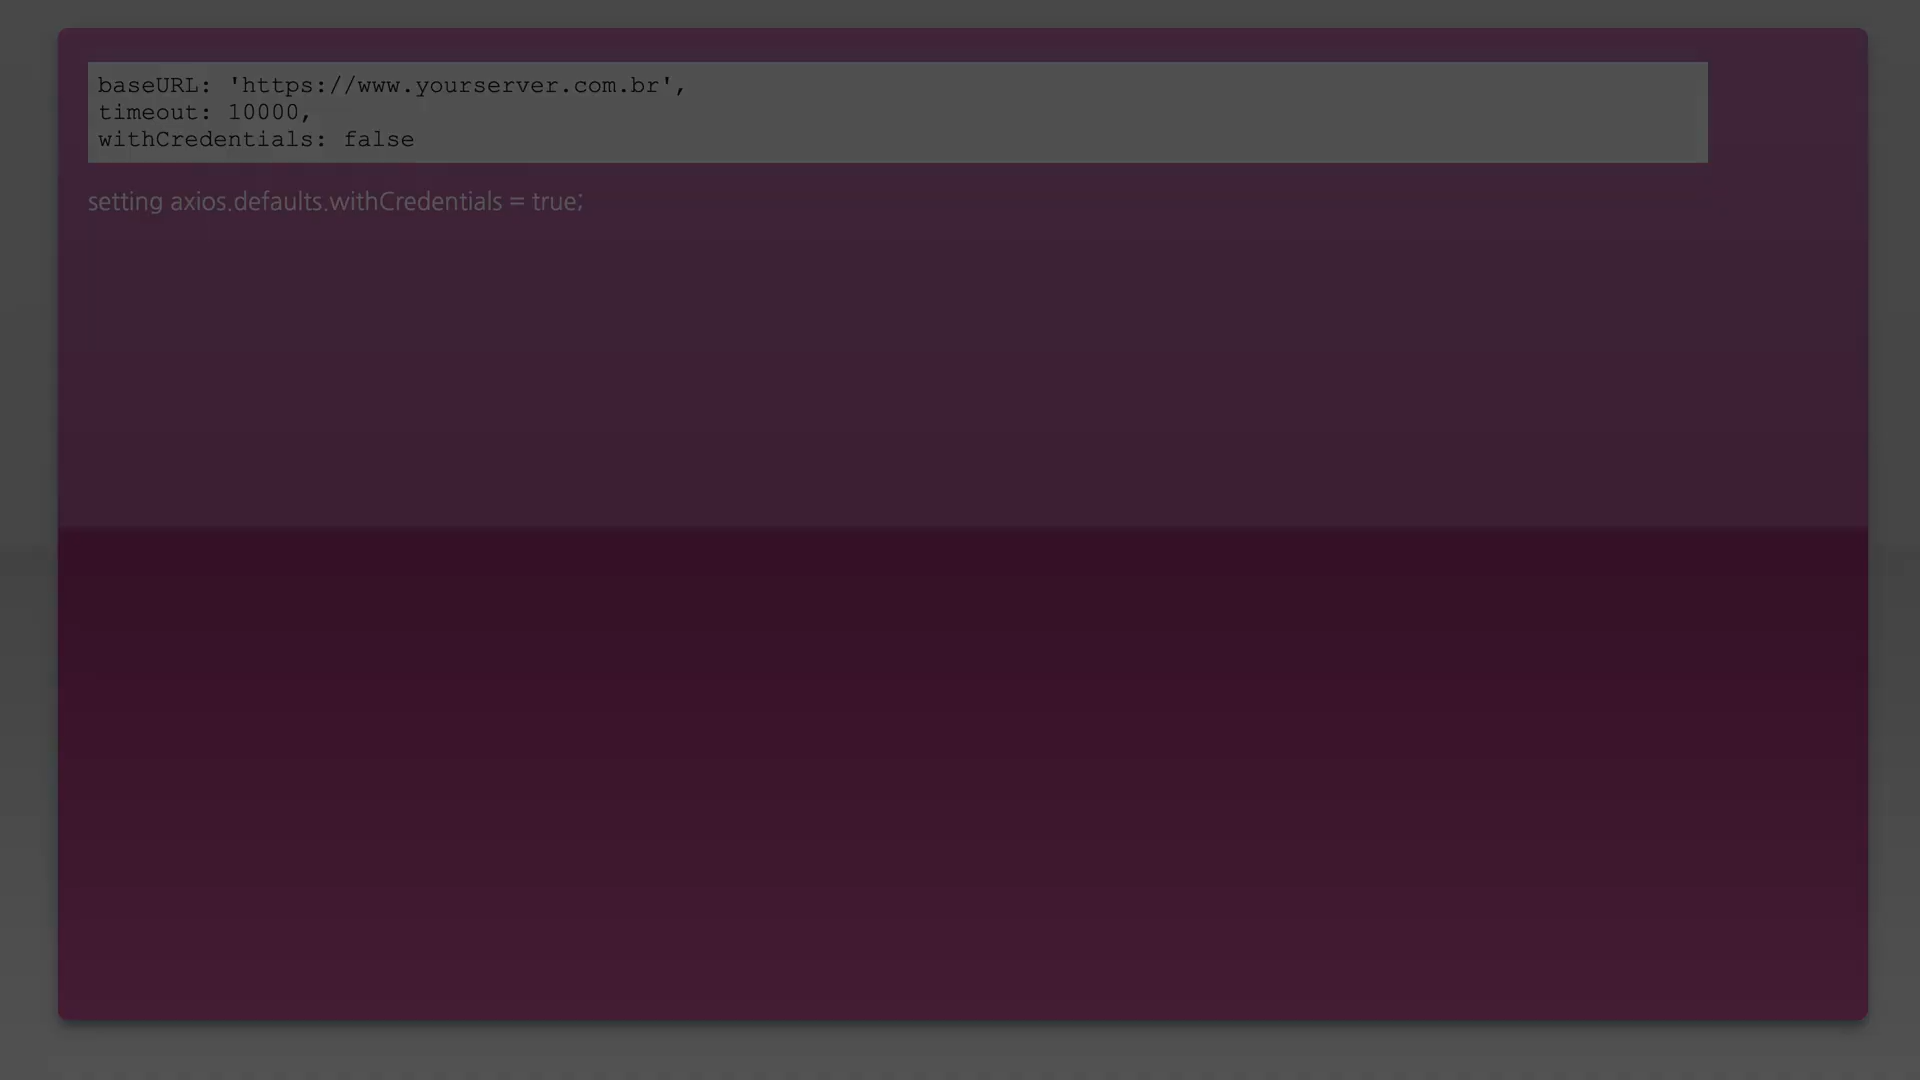 baseURL: 'https://www.yourserver.com.br',
timeout: 10000,
withCredentials: false
setting axios.defaults.withCredentials = true;